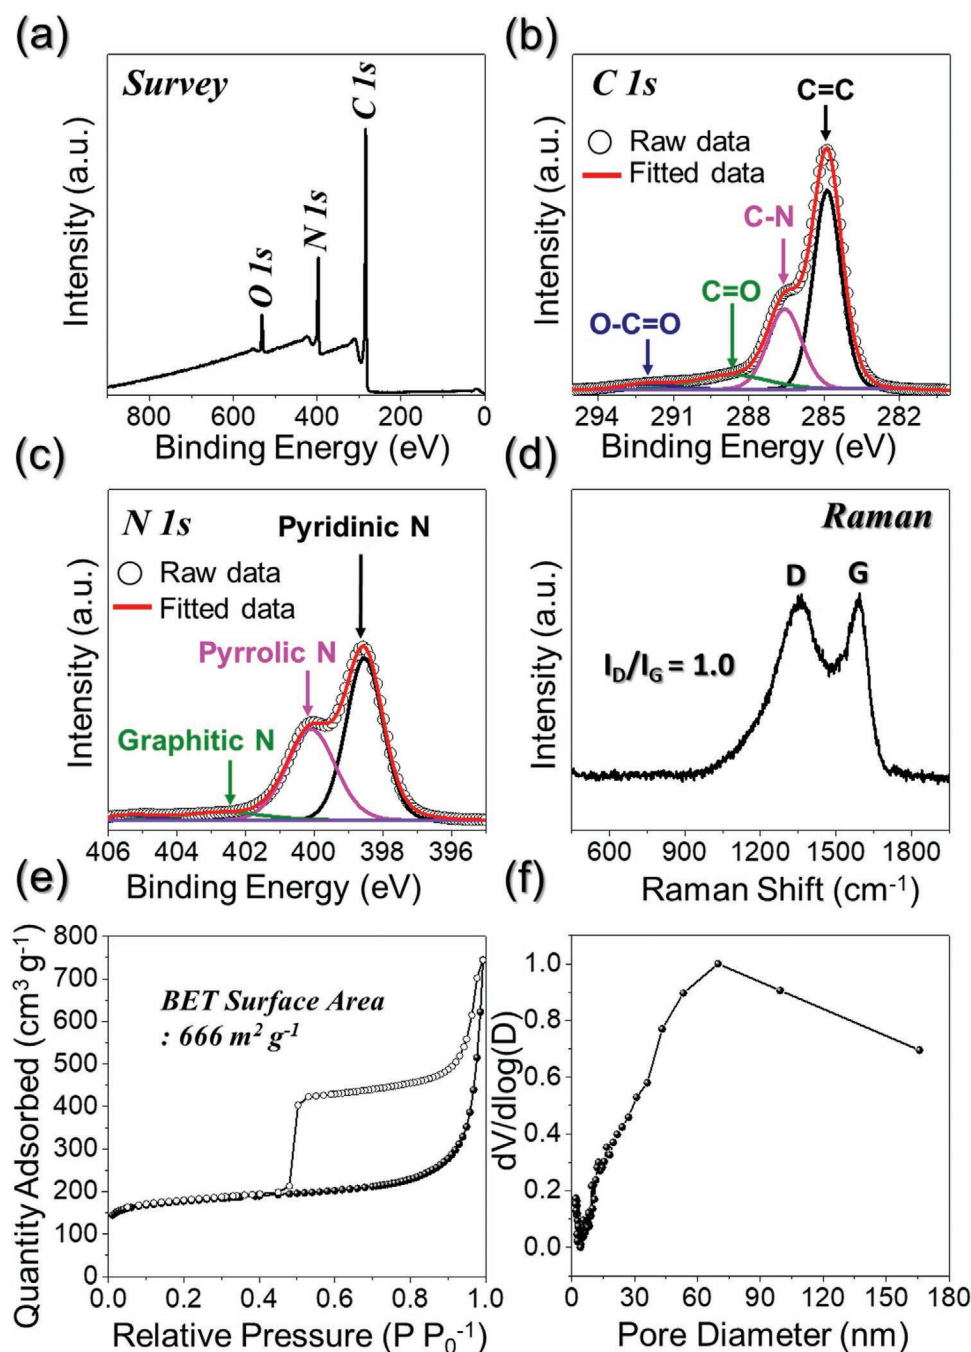 (a)
Survey
O 1s
N 1s
C 1s
Intensity (a.u.)
800 600 400 200 0
Binding Energy (eV)
(b)
C 1s
C=C
Raw data
Fitted data
C-N
C=O
O-C=O
Intensity (a.u.)
294 291 288 285 282
Binding Energy (eV)
(c)
N 1s
Pyridinic N
Raw data
Fitted data
Pyrrolic N
Graphitic N
Intensity (a.u.)
406 404 402 400 398 396
Binding Energy (eV)
(d)
Raman
D G
I_D/I_G = 1.0
Intensity (a.u.)
600 900 1200 1500 1800
Raman Shift (cm⁻¹)
(e)
BET Surface Area
: 666 m² g⁻¹
Quantity Adsorbed (cm³ g⁻¹)
800
700
600
500
400
300
200
100
0
0.0 0.2 0.4 0.6 0.8 1.0
Relative Pressure (P P₀⁻¹)
(f)
dV/dlog(D)
1.0
0.8
0.6
0.4
0.2
0.0
0 30 60 90 120 150 180
Pore Diameter (nm)